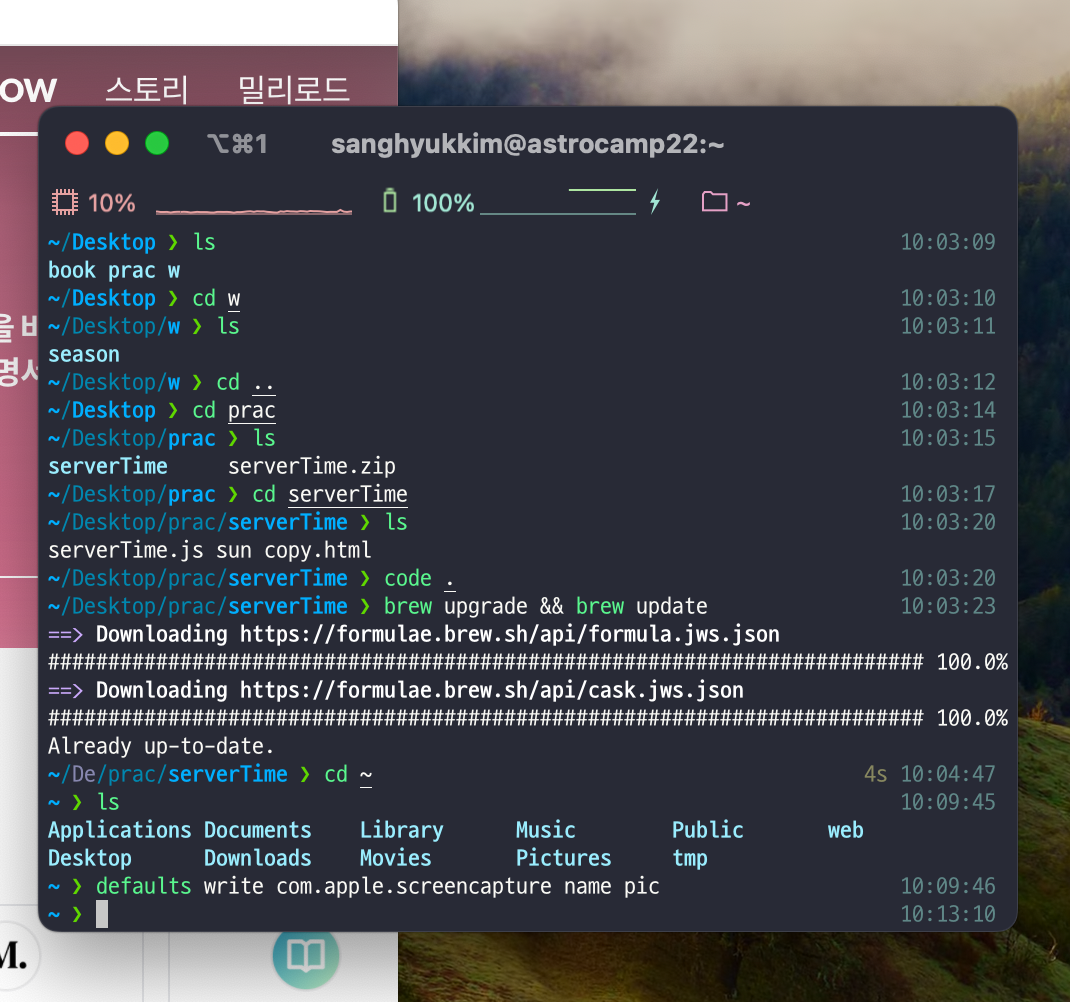 OW 스토리 밀리로드
⌥⌘1 sanghyukkim@astrocamp22:~
10% 100% ~
~/Desktop ❯ ls 10:03:09
book prac w
~/Desktop ❯ cd w 10:03:10
~/Desktop/w ❯ ls 10:03:11
season
~/Desktop/w ❯ cd .. 10:03:12
~/Desktop ❯ cd prac 10:03:14
~/Desktop/prac ❯ ls 10:03:15
serverTime serverTime.zip
~/Desktop/prac ❯ cd serverTime 10:03:17
~/Desktop/prac/serverTime ❯ ls 10:03:20
serverTime.js sun copy.html
~/Desktop/prac/serverTime ❯ code . 10:03:20
~/Desktop/prac/serverTime ❯ brew upgrade && brew update 10:03:23
==> Downloading https://formulae.brew.sh/api/formula.jws.json
######################################################################### 100.0%
==> Downloading https://formulae.brew.sh/api/cask.jws.json
######################################################################### 100.0%
Already up-to-date.
~/De/prac/serverTime ❯ cd ~ 4s 10:04:47
~ ❯ ls 10:09:45
Applications Documents Library Music Public web
Desktop Downloads Movies Pictures tmp
~ ❯ defaults write com.apple.screencapture name pic 10:09:46
~ ❯ 10:13:10
M.